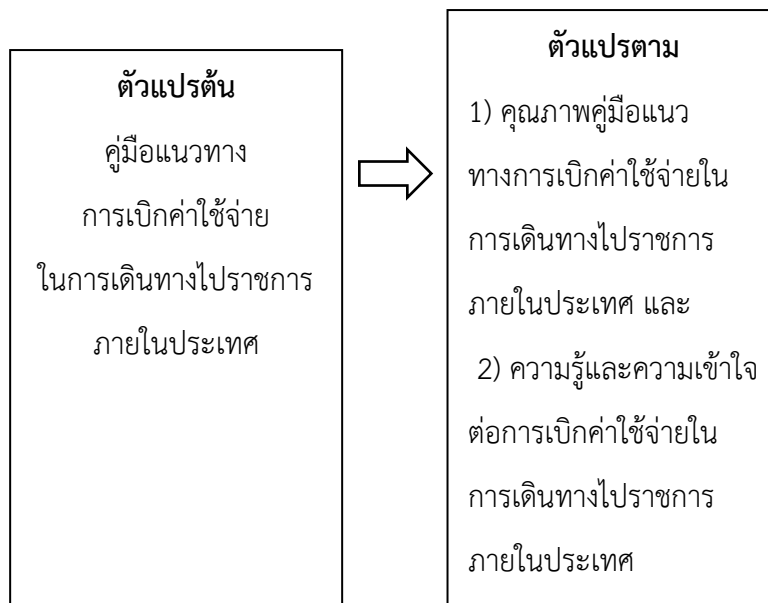 ตัวแปรต้น
คู่มือแนวทาง
การเบิกค่าใช้จ่าย
ในการเดินทางไปราชการ
ภายในประเทศ
ตัวแปรตาม
1) คุณภาพคู่มือแนว
ทางการเบิกค่าใช้จ่ายใน
การเดินทางไปราชการ
ภายในประเทศ และ
2) ความรู้และความเข้าใจ
ต่อการเบิกค่าใช้จ่ายใน
การเดินทางไปราชการ
ภายในประเทศ